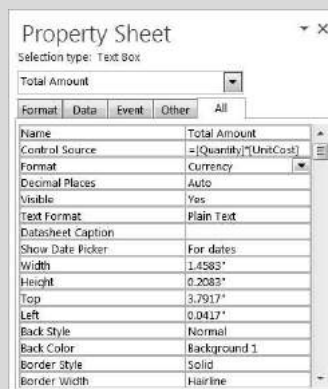 Property Sheet
Selection type: Text Box
Total Amount
Format Data Event Other All
Name Total Amount
Control Source =[Quantity]*[UnitCost]
Format Currency
Decimal Places Auto
Visible Yes
Text Format Plain Text
Datasheet Caption
Show Date Picker For dates
Width 1.4583"
Height 0.2083"
Top 3.7917"
Left 0.0417"
Back Style Normal
Back Color Background 1
Border Style Solid
Border Width Hairline